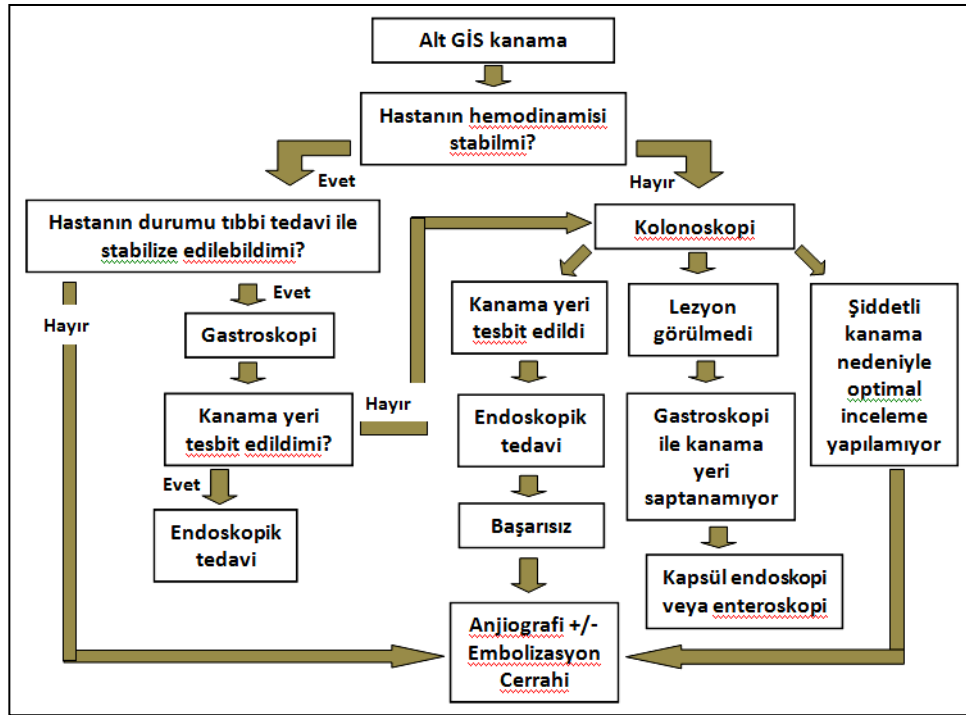 Alt GİS kanama
Hastanın hemodinamisi
stabilmi?
Evet
Hayır
Hastanın durumu tıbbi tedavi ile
stabilize edilebildimi?
Kolonoskopi
Evet
Hayır
Gastroskopi
Kanama yeri
tesbit edildi
Lezyon
görülmedi
Şiddetli
kanama
nedeniyle
optimal
inceleme
yapılamıyor
Kanama yeri
tesbit edildimi?
Hayır
Endoskopik
tedavi
Gastroskopi
ile kanama
yeri
saptanamıyor
Evet
Endoskopik
tedavi
Başarısız
Kapsül endoskopi
veya enteroskopi
Anjiografi +/-
Embolizasyon
Cerrahi